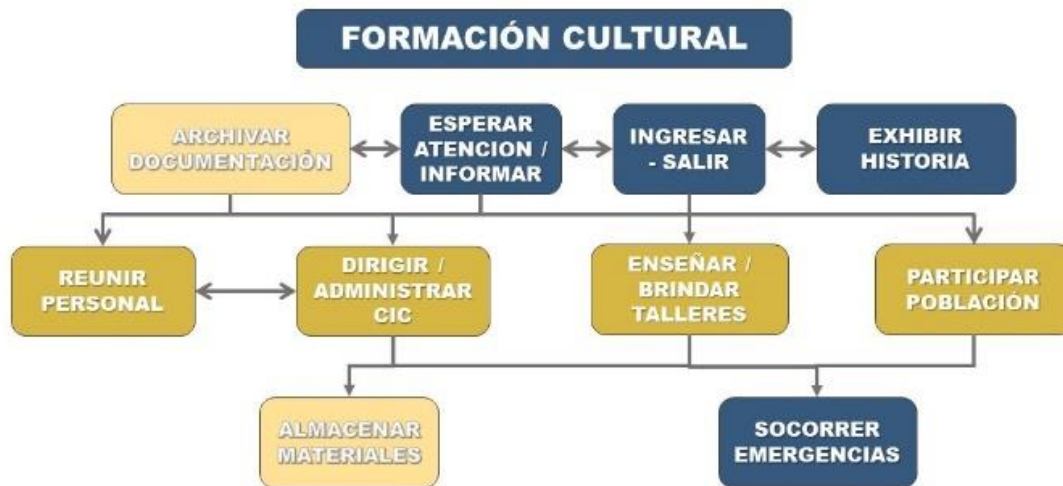 FORMACIÓN CULTURAL
ARCHIVAR
DOCUMENTACIÓN
ESPERAR
ATENCION /
INFORMAR
INGRESAR
- SALIR
EXHIBIR
HISTORIA
REUNIR
PERSONAL
DIRIGIR /
ADMINISTRAR
CIC
ENSEÑAR /
BRINDAR
TALLERES
PARTICIPAR
POBLACIÓN
ALMACENAR
MATERIALES
SOCORRER
EMERGENCIAS